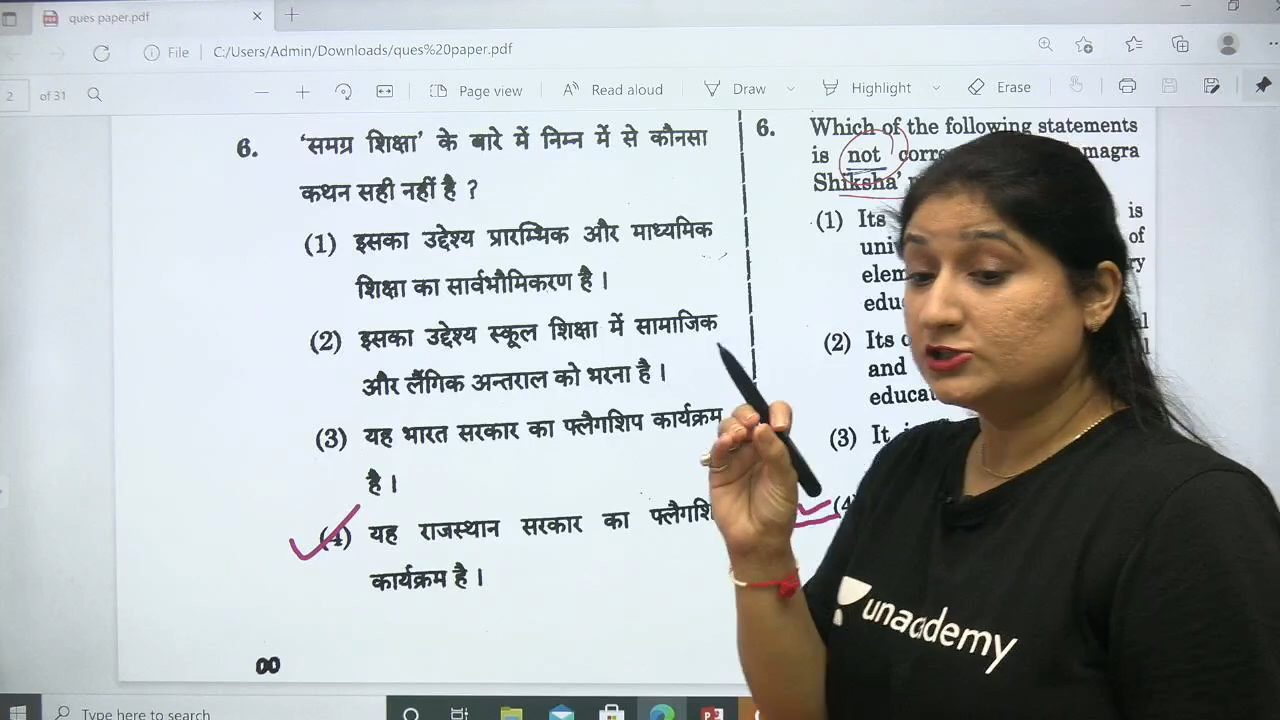 ques paper.pdf
File C:/Users/Admin/Downloads/ques%20paper.pdf
2 of 31 Page view Read aloud Draw Highlight Erase
6. 'समग्र शिक्षा' के बारे में निम्न में से कौनसा
कथन सही नहीं है ?
(1) इसका उद्देश्य प्रारम्भिक और माध्यमिक
शिक्षा का सार्वभौमिकरण है ।
(2) इसका उद्देश्य स्कूल शिक्षा में सामाजिक
और लैंगिक अन्तराल को भरना है ।
(3) यह भारत सरकार का फ्लैगशिप कार्यक्रम
है ।
(4) यह राजस्थान सरकार का
कार्यक्रम है ।
6. Which of the following statements
is not
Shiksha'
(1) Its is
of
(2) Its
and
(3) It
(4)
unacademy
00
Type here to search